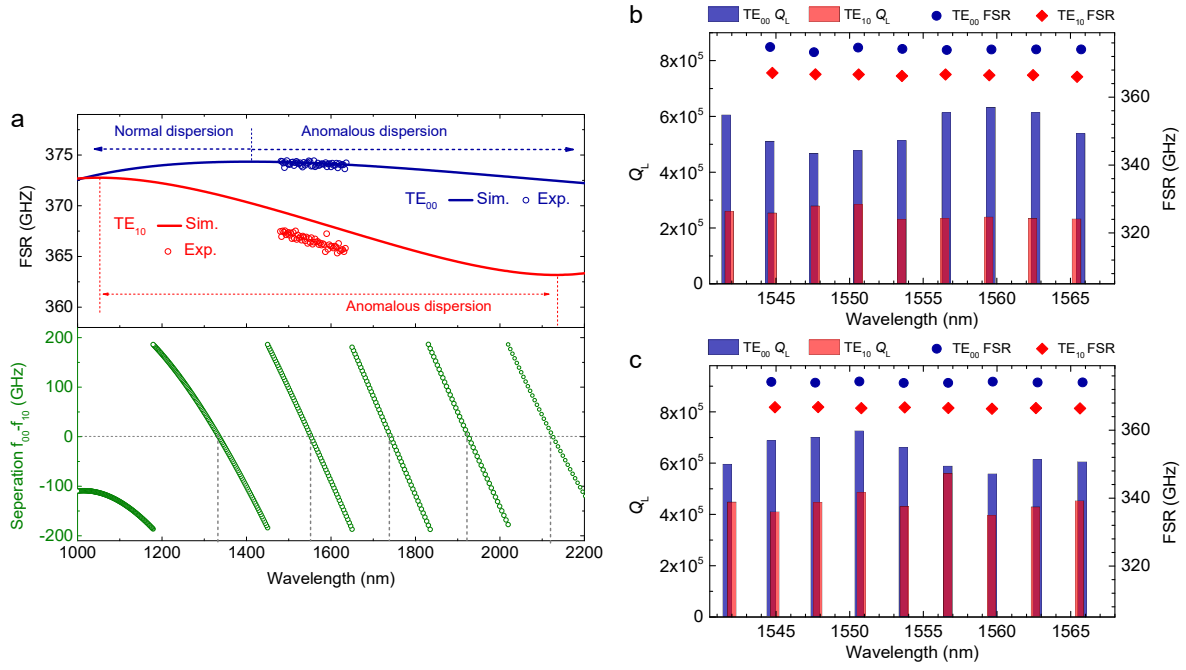 a
Normal dispersion
Anomalous dispersion
375
370
365
360
FSR (GHZ)
TE00 Sim. Exp.
TE10 Sim.
Exp.
Anomalous dispersion
200
100
0
-100
-200
Seperation f00-f10 (GHz)
1000 1200 1400 1600 1800 2000 2200
Wavelength (nm)
b
TE00 QL TE10 QL TE00 FSR TE10 FSR
8x10^5
6x10^5
4x10^5
2x10^5
0
QL
360
340
320
FSR (GHz)
1545 1550 1555 1560 1565
Wavelength (nm)
c
TE00 QL TE10 QL TE00 FSR TE10 FSR
8x10^5
6x10^5
4x10^5
2x10^5
0
QL
360
340
320
FSR (GHz)
1545 1550 1555 1560 1565
Wavelength (nm)